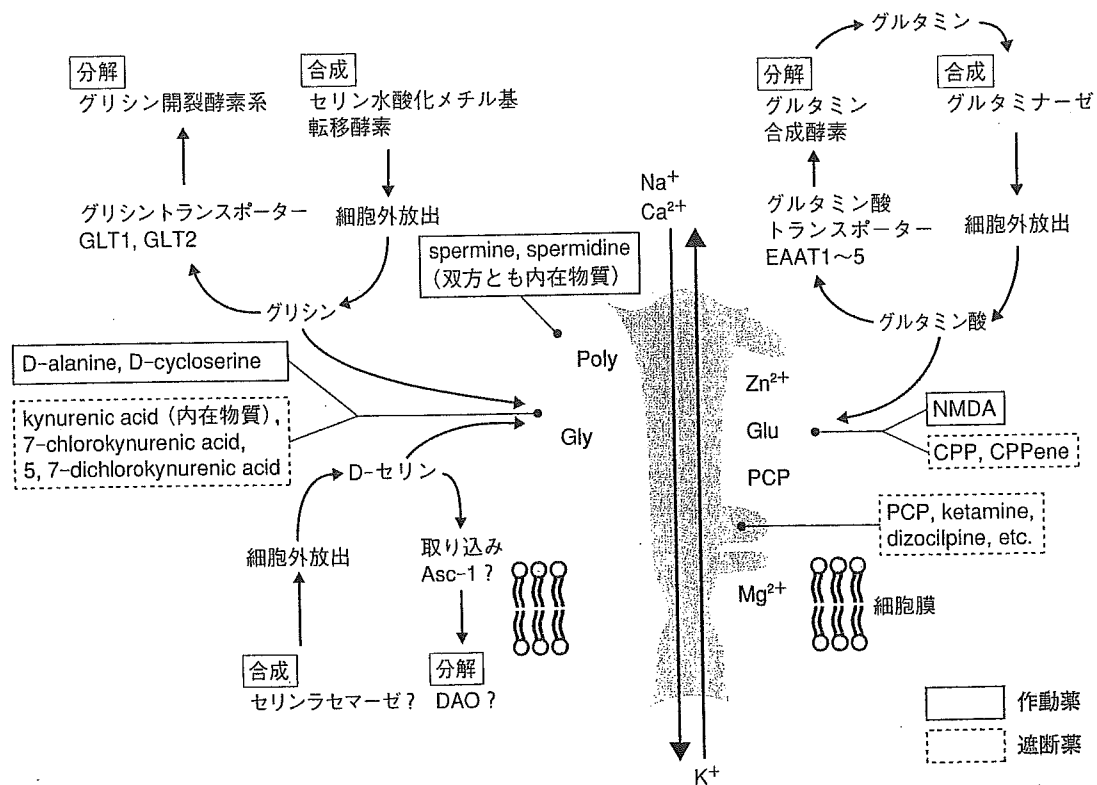 分解
グリシン開裂酵素系
合成
セリン水酸化メチル基
転移酵素
グリシントランスポーター
GLT1, GLT2
細胞外放出
グリシン
spermine, spermidine
（双方とも内在物質）
D-alanine, D-cycloserine
kynurenic acid（内在物質），
7-chlorokynurenic acid,
5, 7-dichlorokynurenic acid
D-セリン
細胞外放出
取り込み
Asc-1？
合成
セリンラセマーゼ？
分解
DAO？
Na⁺
Ca²⁺
Poly
Gly
Zn²⁺
Glu
PCP
Mg²⁺
K⁺
グルタミン
分解
グルタミン
合成酵素
合成
グルタミナーゼ
グルタミン酸
トランスポーター
EAAT1〜5
細胞外放出
グルタミン酸
NMDA
CPP, CPPene
PCP, ketamine,
dizocilpine, etc.
細胞膜
作動薬
遮断薬